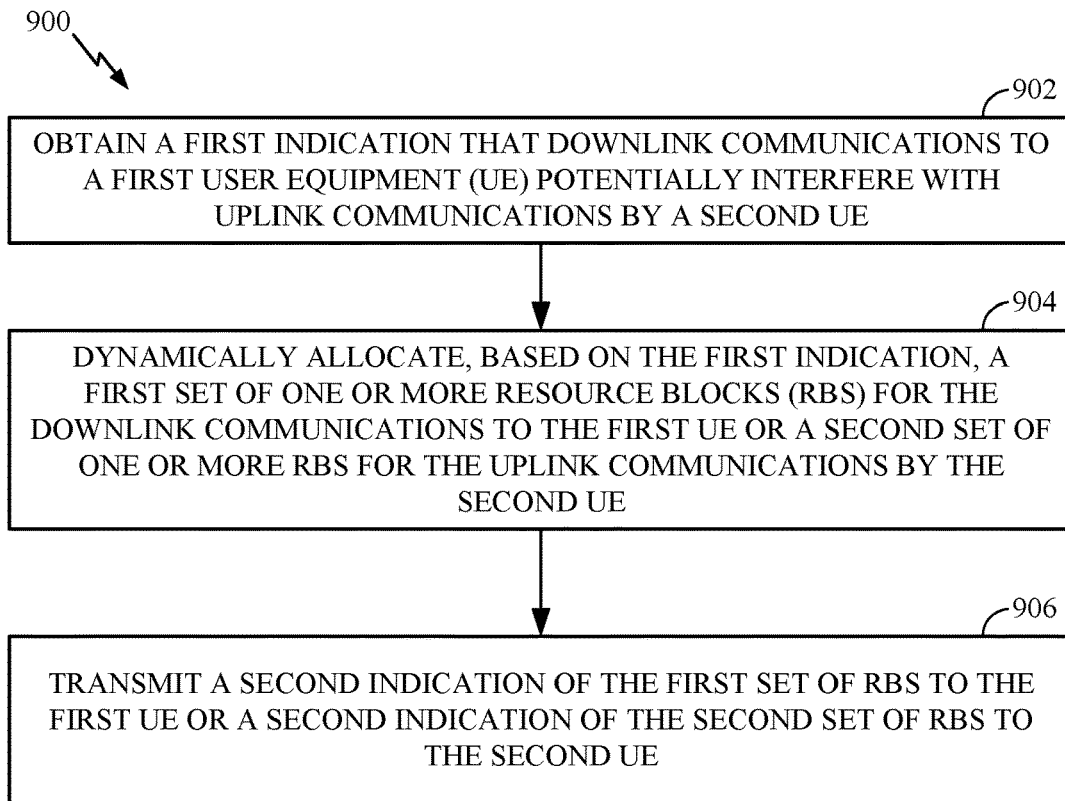 900
902
OBTAIN A FIRST INDICATION THAT DOWNLINK COMMUNICATIONS TO
A FIRST USER EQUIPMENT (UE) POTENTIALLY INTERFERE WITH
UPLINK COMMUNICATIONS BY A SECOND UE
904
DYNAMICALLY ALLOCATE, BASED ON THE FIRST INDICATION, A
FIRST SET OF ONE OR MORE RESOURCE BLOCKS (RBS) FOR THE
DOWNLINK COMMUNICATIONS TO THE FIRST UE OR A SECOND SET OF
ONE OR MORE RBS FOR THE UPLINK COMMUNICATIONS BY THE
SECOND UE
906
TRANSMIT A SECOND INDICATION OF THE FIRST SET OF RBS TO THE
FIRST UE OR A SECOND INDICATION OF THE SECOND SET OF RBS TO
THE SECOND UE